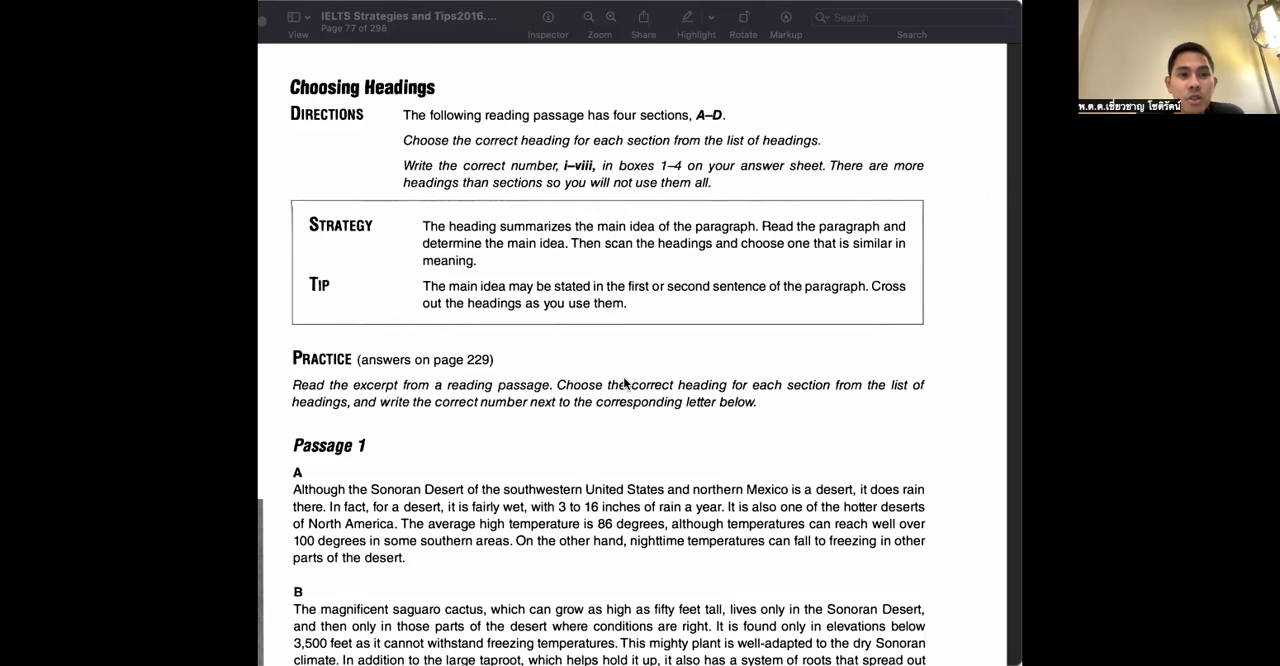 IELTS Strategies and Tips2016....
Page 77 of 298
View
Inspector
Zoom
Share
Highlight
Rotate
Markup
Search
Search
พ.ต.ต.เชี่ยวชาญ โชติรัตน์
Choosing Headings
DIRECTIONS The following reading passage has four sections, A–D.
Choose the correct heading for each section from the list of headings.
Write the correct number, i–viii, in boxes 1–4 on your answer sheet. There are more
headings than sections so you will not use them all.
STRATEGY The heading summarizes the main idea of the paragraph. Read the paragraph and
determine the main idea. Then scan the headings and choose one that is similar in
meaning.
TIP The main idea may be stated in the first or second sentence of the paragraph. Cross
out the headings as you use them.
PRACTICE (answers on page 229)
Read the excerpt from a reading passage. Choose the correct heading for each section from the list of
headings, and write the correct number next to the corresponding letter below.
Passage 1
A
Although the Sonoran Desert of the southwestern United States and northern Mexico is a desert, it does rain
there. In fact, for a desert, it is fairly wet, with 3 to 16 inches of rain a year. It is also one of the hotter deserts
of North America. The average high temperature is 86 degrees, although temperatures can reach well over
100 degrees in some southern areas. On the other hand, nighttime temperatures can fall to freezing in other
parts of the desert.
B
The magnificent saguaro cactus, which can grow as high as fifty feet tall, lives only in the Sonoran Desert,
and then only in those parts of the desert where conditions are right. It is found only in elevations below
3,500 feet as it cannot withstand freezing temperatures. This mighty plant is well-adapted to the dry Sonoran
climate. In addition to the large taproot, which helps hold it up, it also has a system of roots that spread out